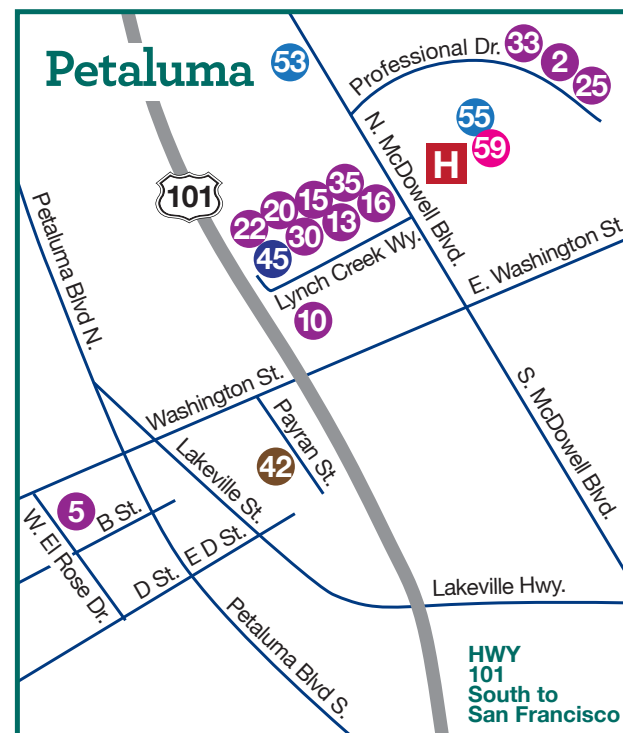 Petaluma
53
Professional Dr.
33
2
25
55
59
H
N. McDowell Blvd.
101
35
15
16
20
13
22
30
45
Lynch Creek Wy.
E. Washington St.
10
Petaluma Blvd N.
Washington St.
Payran St.
S. McDowell Blvd.
Lakeville St.
42
5
B St.
W. El Rose Dr.
D St.
E D St.
Lakeville Hwy.
Petaluma Blvd S.
HWY
101
South to
San Francisco